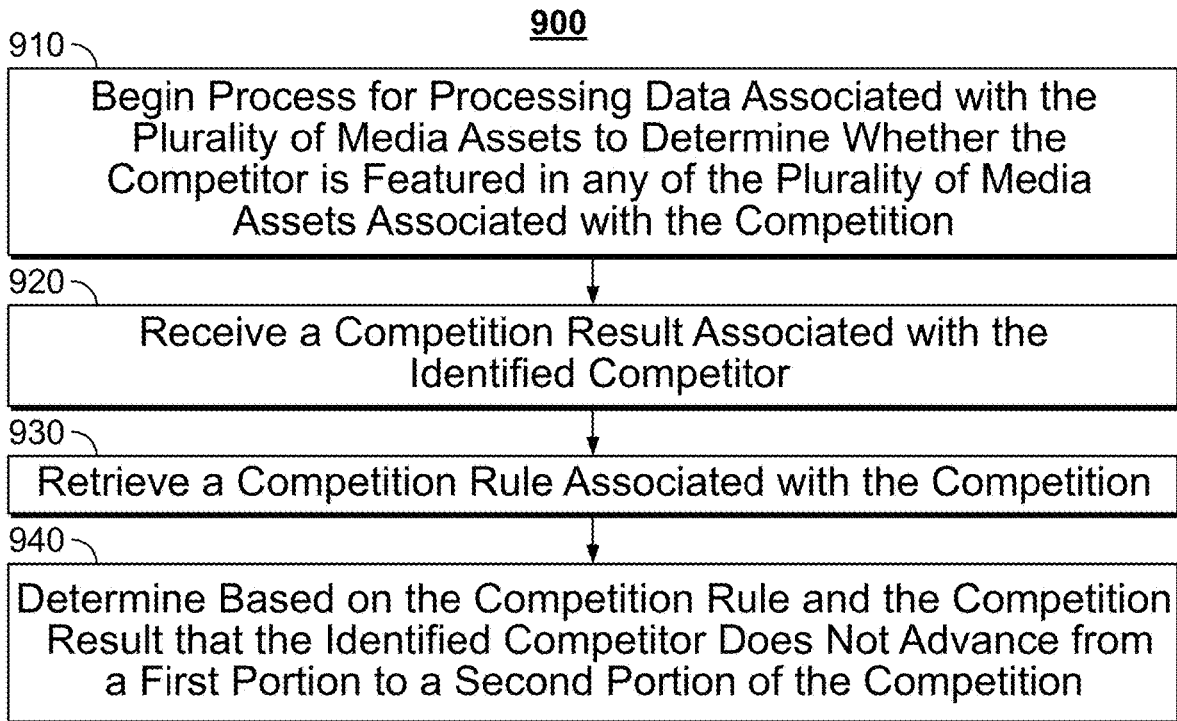 900
910
Begin Process for Processing Data Associated with the
Plurality of Media Assets to Determine Whether the
Competitor is Featured in any of the Plurality of Media
Assets Associated with the Competition
920
Receive a Competition Result Associated with the
Identified Competitor
930
Retrieve a Competition Rule Associated with the Competition
940
Determine Based on the Competition Rule and the Competition
Result that the Identified Competitor Does Not Advance from
a First Portion to a Second Portion of the Competition